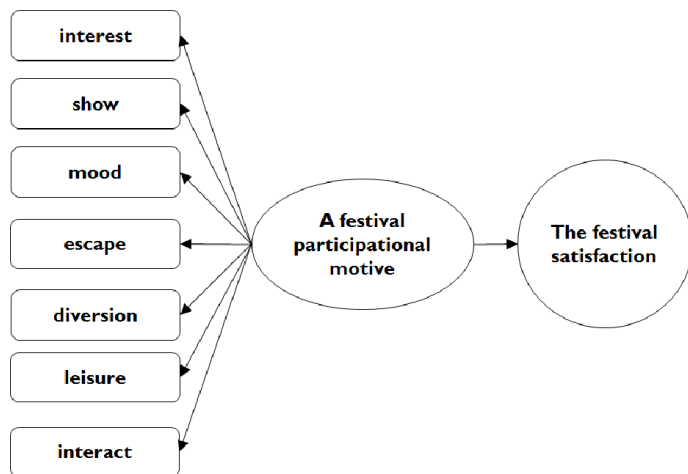 interest
show
mood
escape
diversion
leisure
interact
A festival
participational
motive
The festival
satisfaction